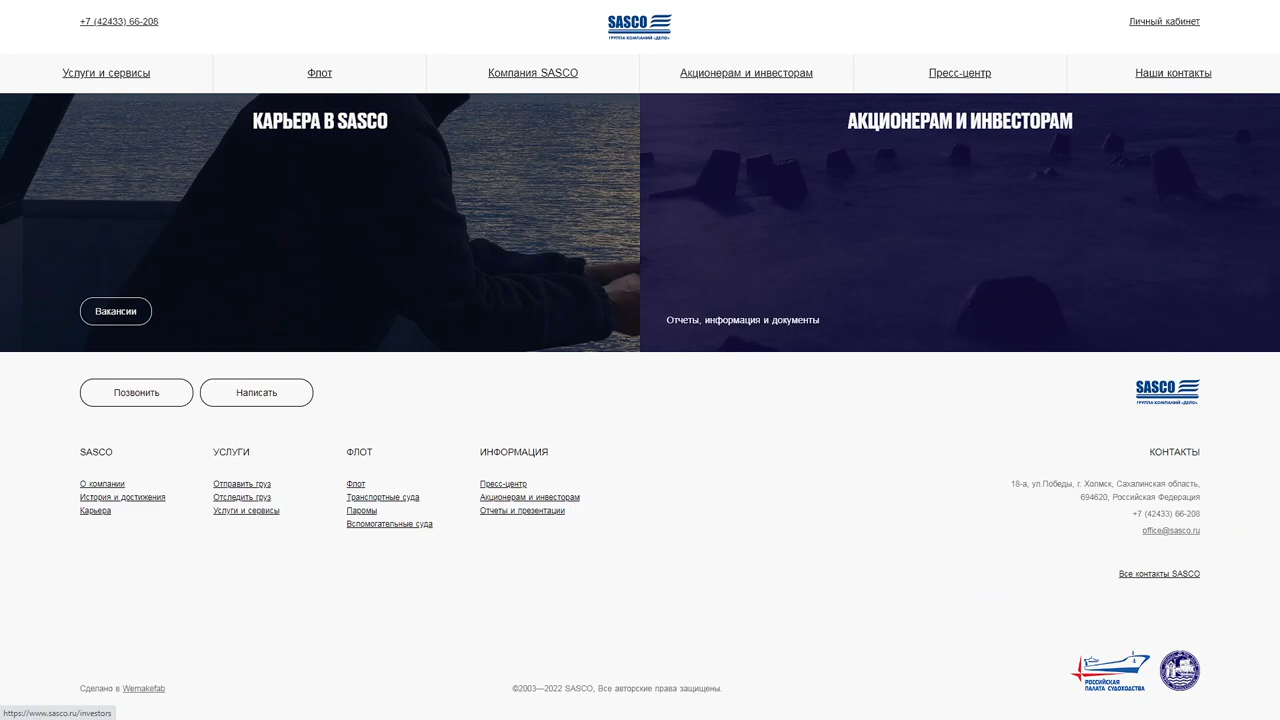 +7 (42433) 66-208
SASCO
ГРУППА КОМПАНИЙ «ДЕЛО»
Личный кабинет
Услуги и сервисы
Флот
Компания SASCO
Акционерам и инвесторам
Пресс-центр
Наши контакты
КАРЬЕРА В SASCO
Вакансии
АКЦИОНЕРАМ И ИНВЕСТОРАМ
Отчеты, информация и документы
Позвонить
Написать
SASCO
ГРУППА КОМПАНИЙ «ДЕЛО»
SASCO
О компании
История и достижения
Карьера
УСЛУГИ
Отправить груз
Отследить груз
Услуги и сервисы
ФЛОТ
Флот
Транспортные суда
Паромы
Вспомогательные суда
ИНФОРМАЦИЯ
Пресс-центр
Акционерам и инвесторам
Отчеты и презентации
КОНТАКТЫ
18-а, ул.Победы, г. Холмск, Сахалинская область,
694620, Российская Федерация
+7 (42433) 66-208
office@sasco.ru
Все контакты SASCO
РОССИЙСКАЯ
ПАЛАТА СУДОХОДСТВА
Сделано в Wemakefab
©2003—2022 SASCO, Все авторские права защищены.
https://www.sasco.ru/investors